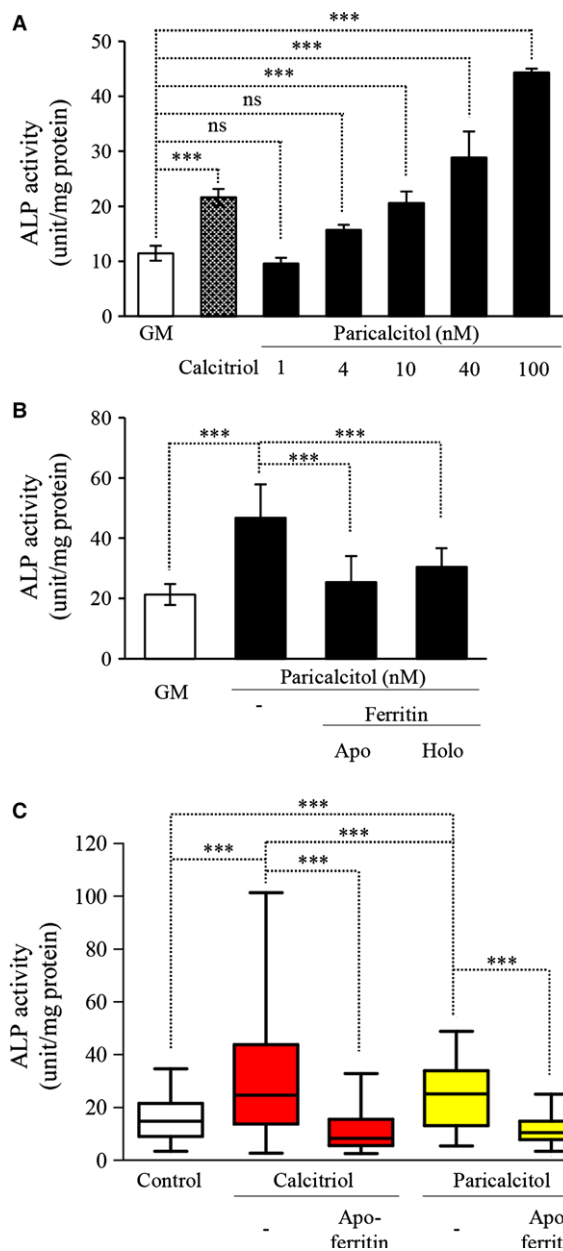 A
***
***
***
ns
ns
***
50
40
30
20
10
0
ALP activity
(unit/mg protein)
GM
Paricalcitol (nM)
Calcitriol 1 4 10 40 100
B
***
***
***
80
60
40
20
0
ALP activity
(unit/mg protein)
GM
Paricalcitol (nM)
-
Ferritin
Apo Holo
C
***
***
***
***
***
120
100
80
60
40
20
0
ALP activity
(unit/mg protein)
Control Calcitriol Paricalcitol
- Apo- - Apo
ferritin ferriti